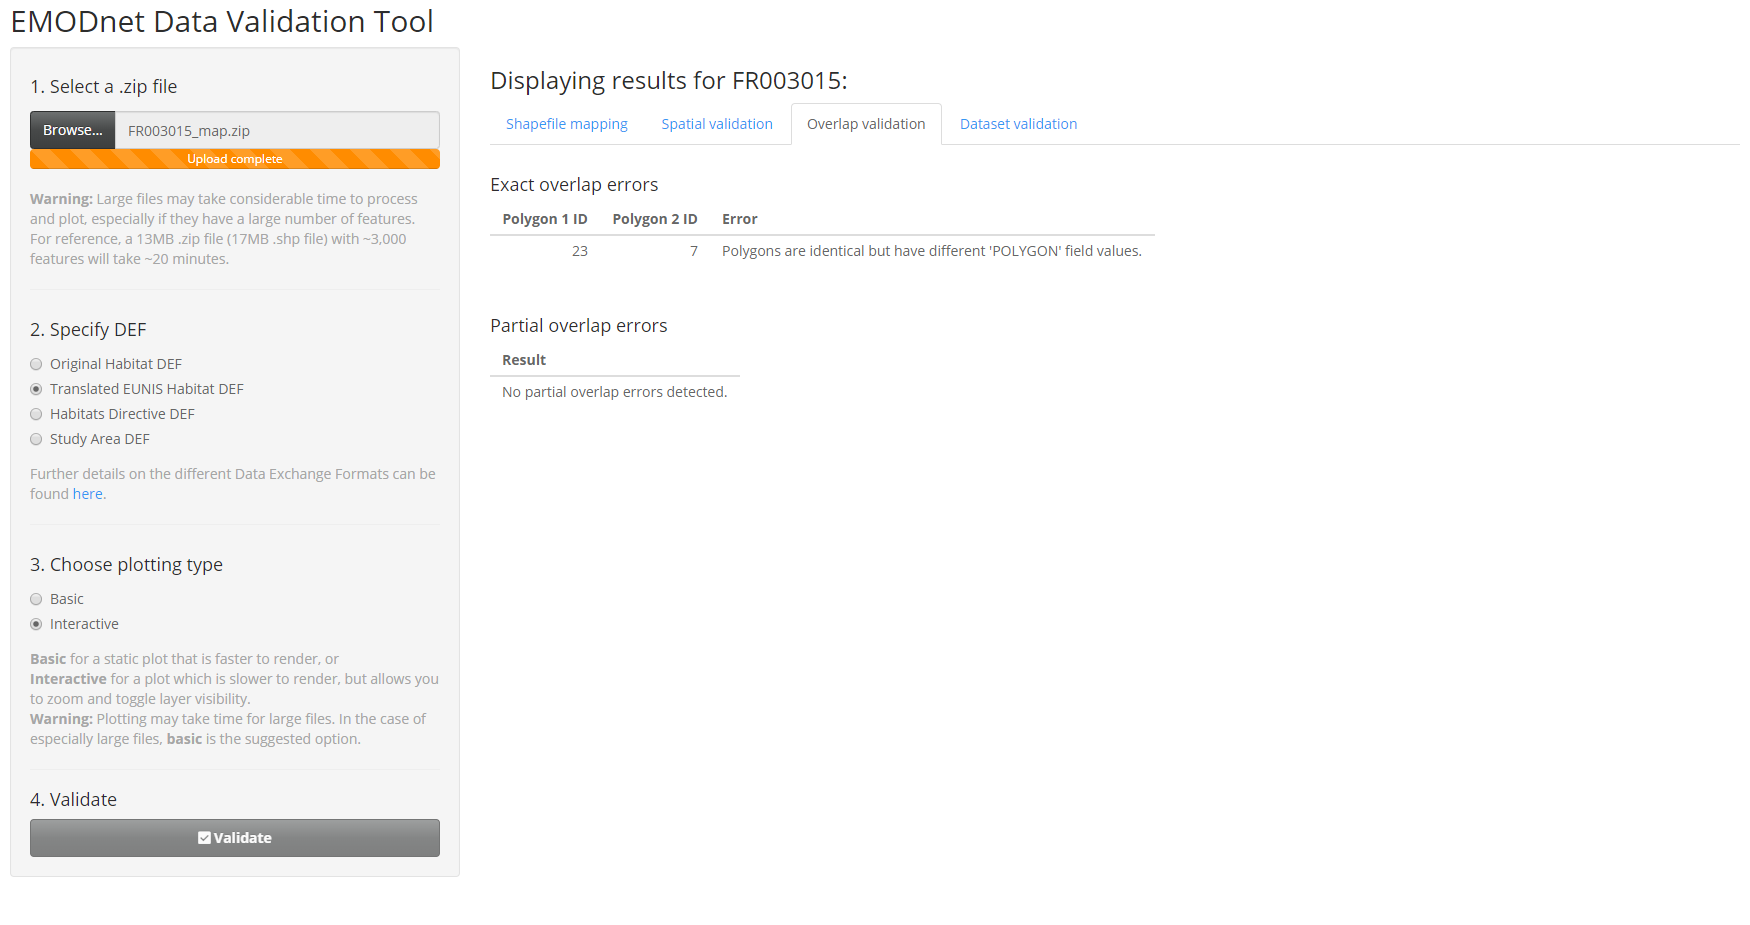 EMODnet Data Validation Tool
1. Select a .zip file
Browse...
FR003015_map.zip
Upload complete
Warning: Large files may take considerable time to process
and plot, especially if they have a large number of features.
For reference, a 13MB .zip file (17MB .shp file) with ~3,000
features will take ~20 minutes.
2. Specify DEF
Original Habitat DEF
Translated EUNIS Habitat DEF
Habitats Directive DEF
Study Area DEF
Further details on the different Data Exchange Formats can be
found here.
3. Choose plotting type
Basic
Interactive
Basic for a static plot that is faster to render, or
Interactive for a plot which is slower to render, but allows you
to zoom and toggle layer visibility.
Warning: Plotting may take time for large files. In the case of
especially large files, basic is the suggested option.
4. Validate
Validate
Displaying results for FR003015:
Shapefile mapping
Spatial validation
Overlap validation
Dataset validation
Exact overlap errors
Polygon 1 ID Polygon 2 ID Error
23 7 Polygons are identical but have different 'POLYGON' field values.
Partial overlap errors
Result
No partial overlap errors detected.